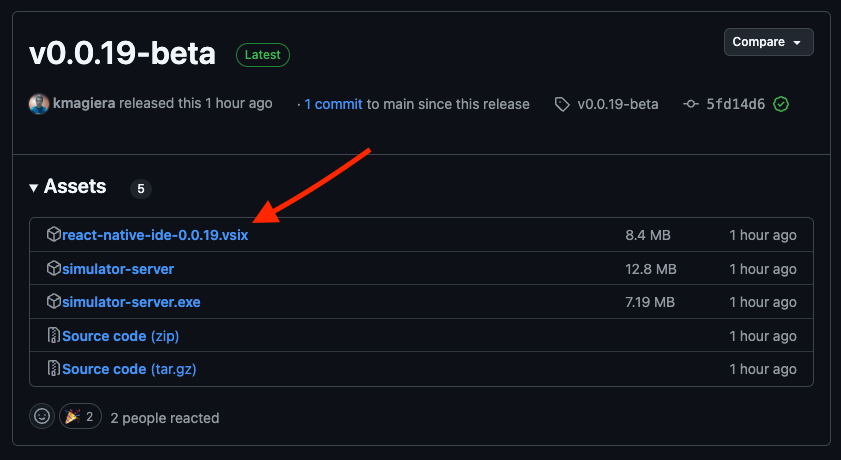 v0.0.19-beta Latest Compare
kmagiera released this 1 hour ago · 1 commit to main since this release v0.0.19-beta 5fd14d6
Assets 5
react-native-ide-0.0.19.vsix 8.4 MB 1 hour ago
simulator-server 12.8 MB 1 hour ago
simulator-server.exe 7.19 MB 1 hour ago
Source code (zip) 1 hour ago
Source code (tar.gz) 1 hour ago
2 2 people reacted